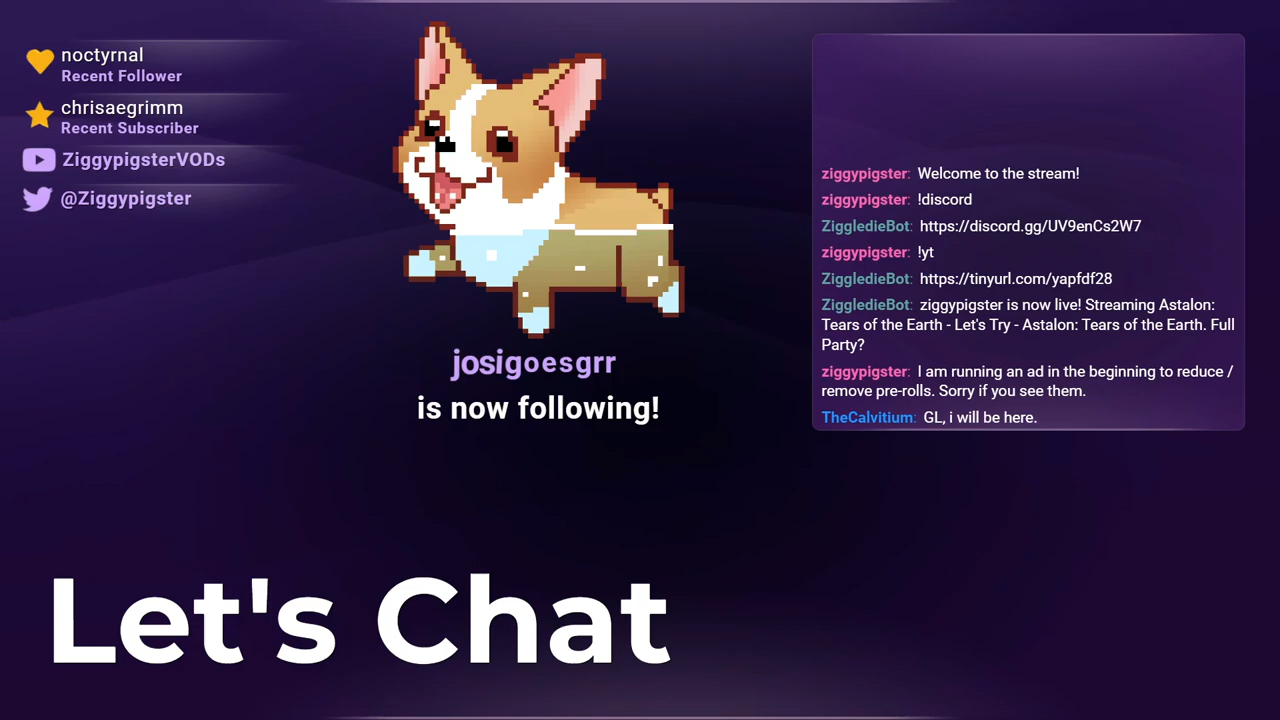 noctyrnal
Recent Follower
chrisaegrimm
Recent Subscriber
ZiggypigsterVODs
@Ziggypigster
josigoesgrr
is now following!
ziggypigster: Welcome to the stream!
ziggypigster: !discord
ZiggledieBot: https://discord.gg/UV9enCs2W7
ziggypigster: !yt
ZiggledieBot: https://tinyurl.com/yapfdf28
ZiggledieBot: ziggypigster is now live! Streaming Astalon:
Tears of the Earth - Let's Try - Astalon: Tears of the Earth. Full
Party?
ziggypigster: I am running an ad in the beginning to reduce /
remove pre-rolls. Sorry if you see them.
TheCalvitium: GL, i will be here.
Let's Chat